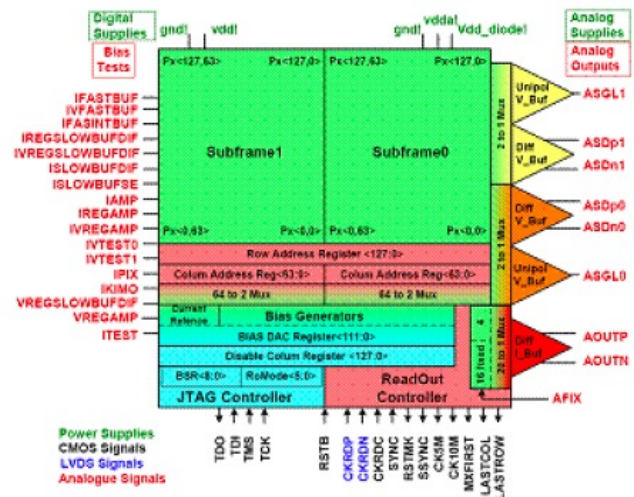 Digital Supplies
gnd! vdd!
gnd! vdda! Vdd_diode!
Analog Supplies
Bias Tests
Analog Outputs
Px<127,63> Px<127,0> Px<127,63> Px<127,0>
IFASTBUF
IVFASTBUF
IFASINTBUF
IREGSLOWBUFDIF
IVREGSLOWBUFDIF
ISLOWBUFDIF
ISLOWBUFSE
IAMP
IREGAMP
IVREGAMP
IVTEST0
IVTEST1
IPIX
IKIMO
VREGSLOWBUFDIF
VREGAMP
ITEST
Subframe1 Subframe0
Px<0,63> Px<0,0> Px<0,63> Px<0,0>
Row Address Register <127:0>
Colum Address Reg<63:0> Colum Address Reg<63:0>
64 to 2 Mux 64 to 2 Mux
Current Refence
Bias Generators
BIAS DAC Register<111:0>
Disable Colum Register <127:0>
BSR<8:0> RoMode<5:0>
JTAG Controller
ReadOut Controller
2 to 1 Mux
2 to 1 Mux
16 fixed : 4
20 to 1 Mux
Unipol V_Buf
ASGL1
Diff V_Buf
ASDp1
ASDn1
Diff V_Buf
ASDp0
ASDn0
Unipol V_Buf
ASGL0
Diff I_Buf
AOUTP
AOUTN
AFIX
Power Supplies
CMOS Signals
LVDS Signals
Analogue Signals
TDO
TDI
TMS
TCK
RSTB
CKRDP
CKRDN
CKRDC
SYNC
RSTMK
SSYNC
CK5M
CK10M
MXFIRST
LASTCOL
LASTROW